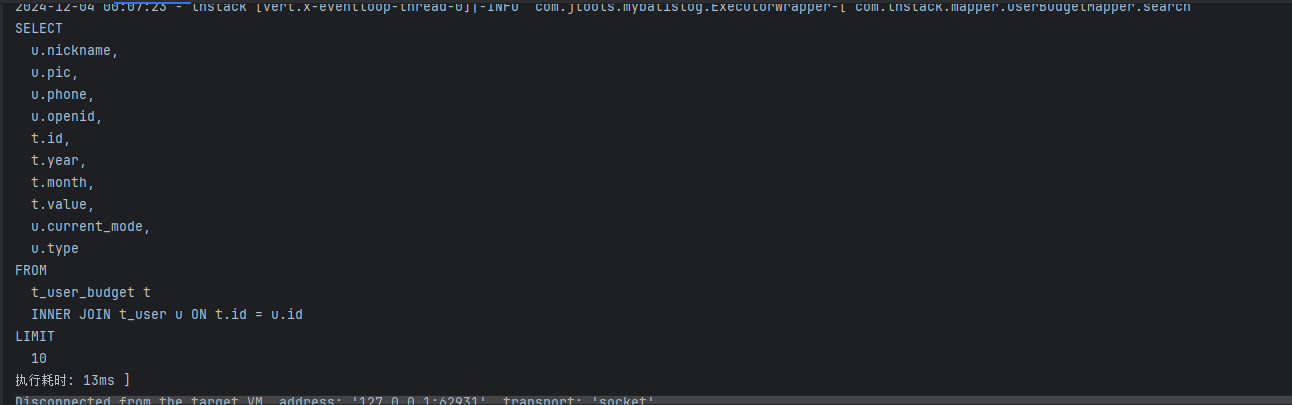 2024-12-04 00:07:23 - thstack [vert.x-eventloop-thread-0]|-INFO  com.jtools.mybatislog.ExecutorWrapper-[ com.thstack.mapper.UserBudgetMapper.search
SELECT
  u.nickname,
  u.pic,
  u.phone,
  u.openid,
  t.id,
  t.year,
  t.month,
  t.value,
  u.current_mode,
  u.type
FROM
  t_user_budget t
  INNER JOIN t_user u ON t.id = u.id
LIMIT
  10
执行耗时: 13ms ]
Disconnected from the target VM, address: '127.0.0.1:62931', transport: 'socket'